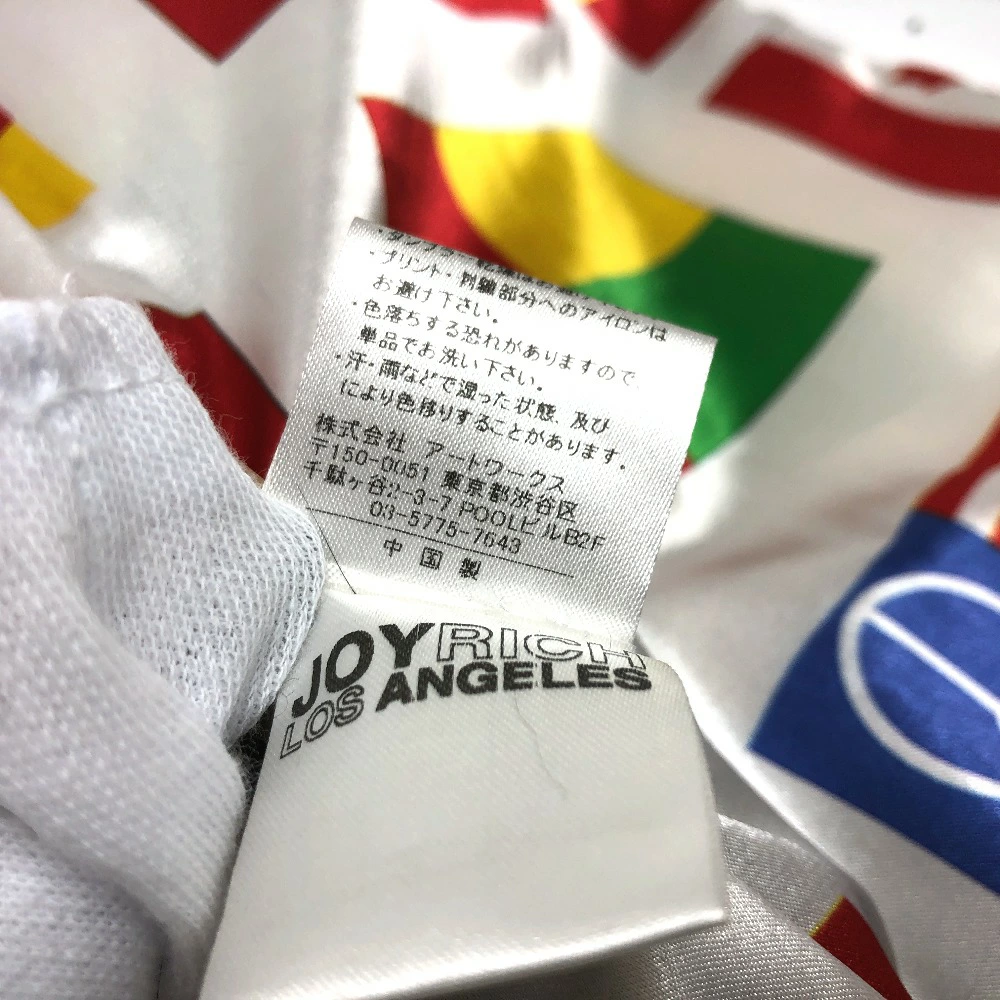 ・プリント・刺繍部分へのアイロンは
お避け下さい。
・色落ちする恐れがありますので、
単品でお洗い下さい。
・汗・雨などで湿った状態、及び
により色移りすることがあります。
株式会社 アートワークス
〒150-0051 東京都渋谷区
千駄ヶ谷2-3-7 POOLビルB2F
03-5775-7643
中国製
JOYRICH
LOS ANGELES